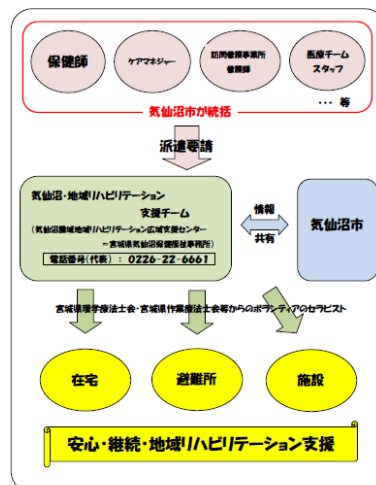 保健師
ケアマネジャー
訪問看護事業所
看護師
医療チーム
スタッフ
… 等
気仙沼市が統括
派遣要請
気仙沼・地域リハビリテーション
支援チーム
(気仙沼圏域地域リハビリテーション広域支援センター
＝宮城県気仙沼保健福祉事務所)
電話番号(代表) : 0226-22-6661
情報
共有
気仙沼市
宮城県理学療法士会・宮城県作業療法士会等からのボランティアのセラピスト
在宅
避難所
施設
安心・継続・地域リハビリテーション支援